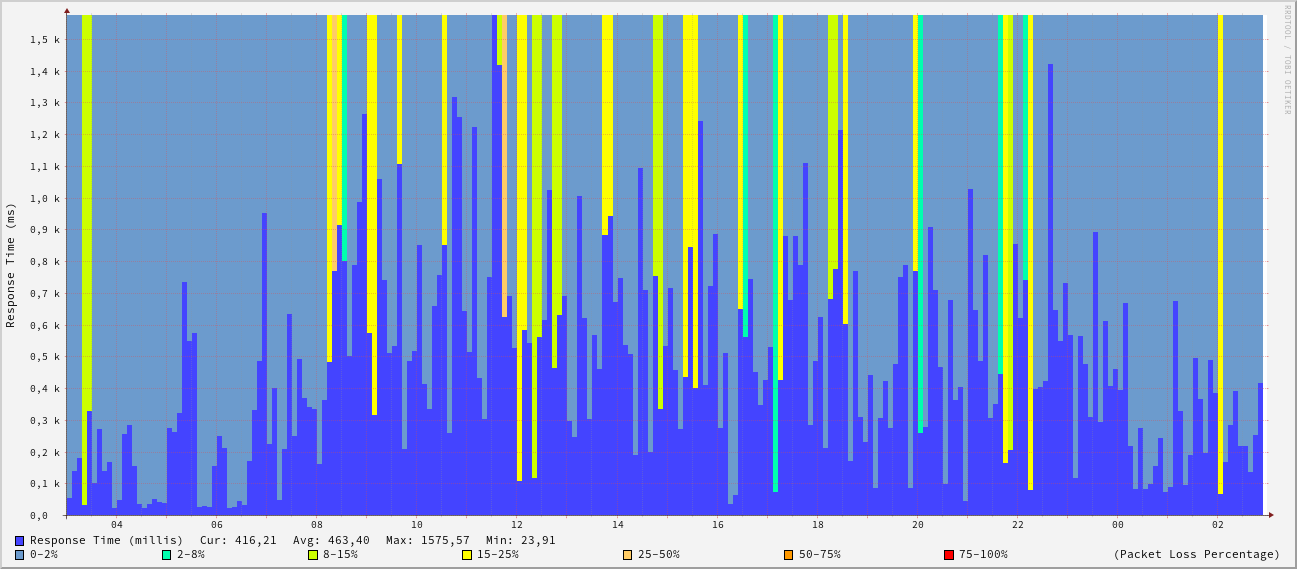 RRDTOOL / TOBI OETIKER
Response Time (ms)
1,5 k
1,4 k
1,3 k
1,2 k
1,1 k
1,0 k
0,9 k
0,8 k
0,7 k
0,6 k
0,5 k
0,4 k
0,3 k
0,2 k
0,1 k
0,0
04 06 08 10 12 14 16 18 20 22 00 02
Response Time (millis) Cur: 416,21 Avg: 463,40 Max: 1575,57 Min: 23,91
0-2% 2-8% 8-15% 15-25% 25-50% 50-75% 75-100% (Packet Loss Percentage)